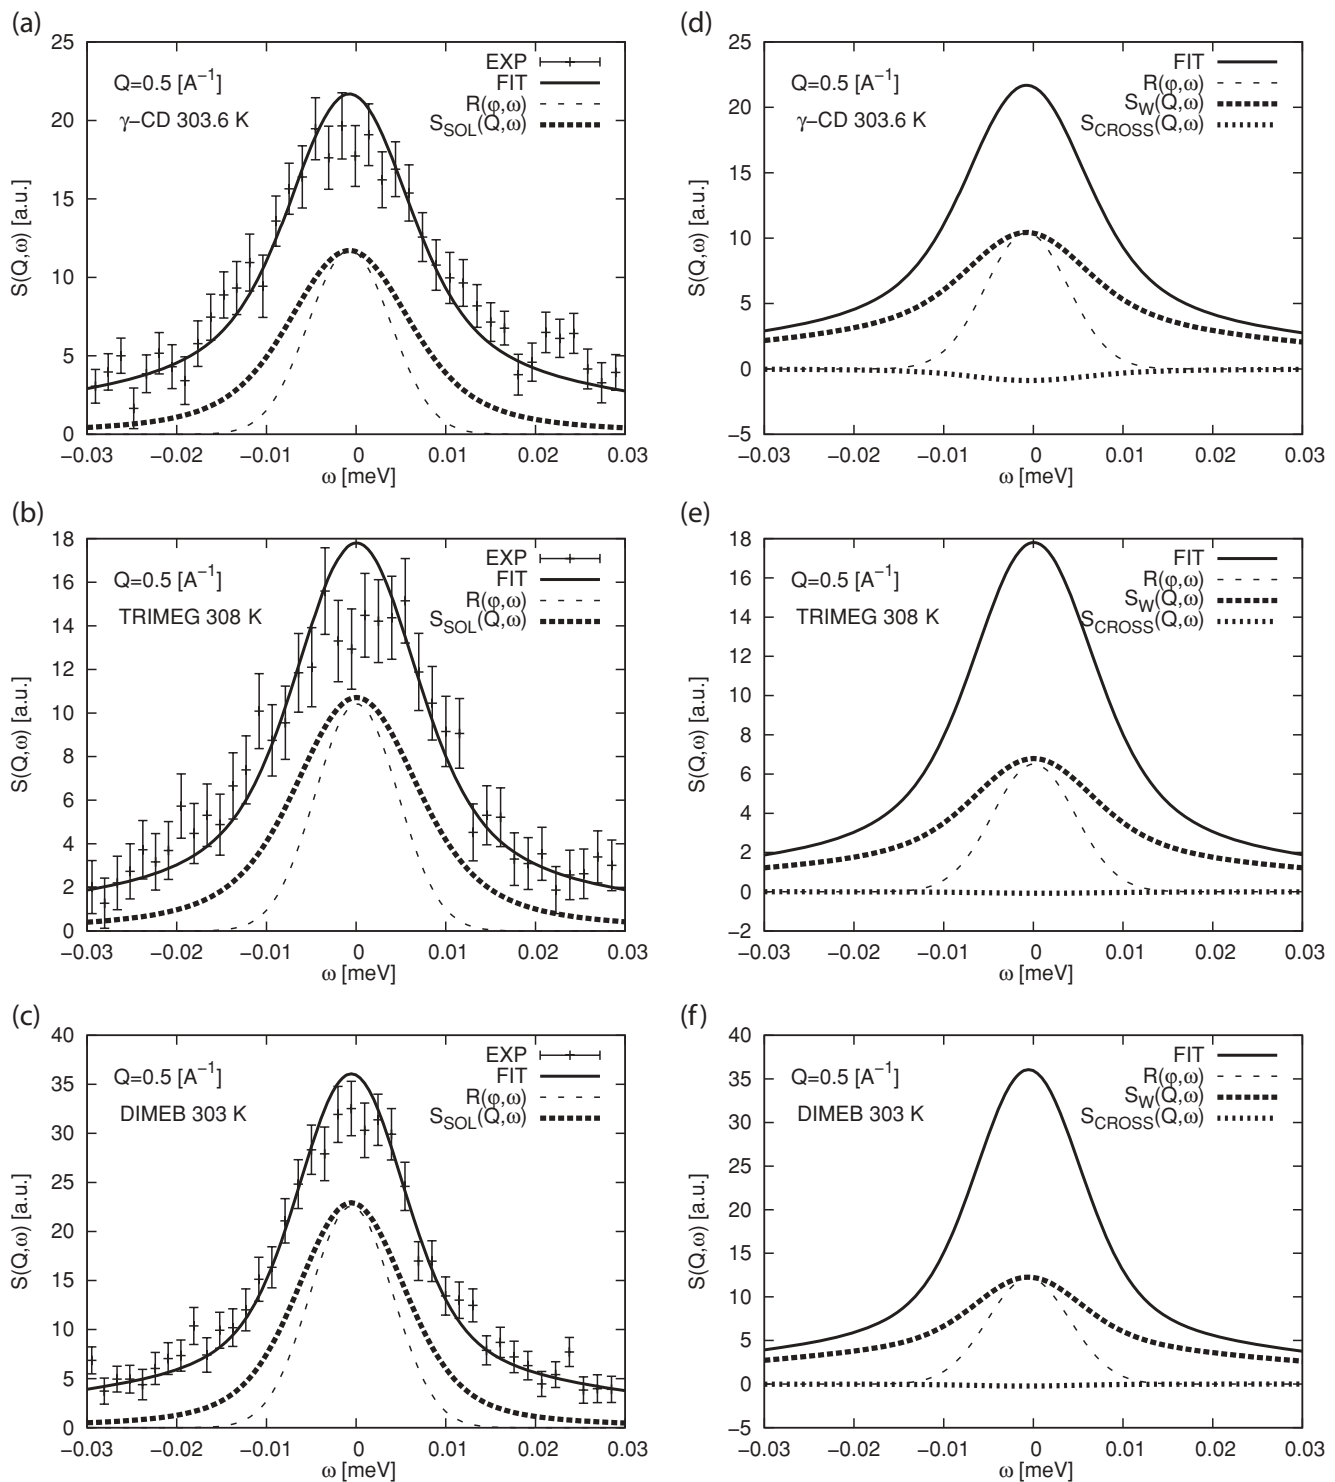 (a)
25
20
15
10
5
0
S(Q,ω) [a.u.]
Q=0.5 [A⁻¹]
γ−CD 303.6 K
EXP
FIT
R(φ,ω)
S_SOL(Q,ω)
−0.03 −0.02 −0.01 0 0.01 0.02 0.03
ω [meV]
(d)
25
20
15
10
5
0
−5
S(Q,ω) [a.u.]
Q=0.5 [A⁻¹]
γ−CD 303.6 K
FIT
R(φ,ω)
S_W(Q,ω)
S_CROSS(Q,ω)
−0.03 −0.02 −0.01 0 0.01 0.02 0.03
ω [meV]
(b)
18
16
14
12
10
8
6
4
2
0
S(Q,ω) [a.u.]
Q=0.5 [A⁻¹]
TRIMEG 308 K
EXP
FIT
R(φ,ω)
S_SOL(Q,ω)
−0.03 −0.02 −0.01 0 0.01 0.02 0.03
ω [meV]
(e)
18
16
14
12
10
8
6
4
2
0
−2
S(Q,ω) [a.u.]
Q=0.5 [A⁻¹]
TRIMEG 308 K
FIT
R(φ,ω)
S_W(Q,ω)
S_CROSS(Q,ω)
−0.03 −0.02 −0.01 0 0.01 0.02 0.03
ω [meV]
(c)
40
35
30
25
20
15
10
5
0
S(Q,ω) [a.u.]
Q=0.5 [A⁻¹]
DIMEB 303 K
EXP
FIT
R(φ,ω)
S_SOL(Q,ω)
−0.03 −0.02 −0.01 0 0.01 0.02 0.03
ω [meV]
(f)
40
35
30
25
20
15
10
5
0
−5
S(Q,ω) [a.u.]
Q=0.5 [A⁻¹]
DIMEB 303 K
FIT
R(φ,ω)
S_W(Q,ω)
S_CROSS(Q,ω)
−0.03 −0.02 −0.01 0 0.01 0.02 0.03
ω [meV]